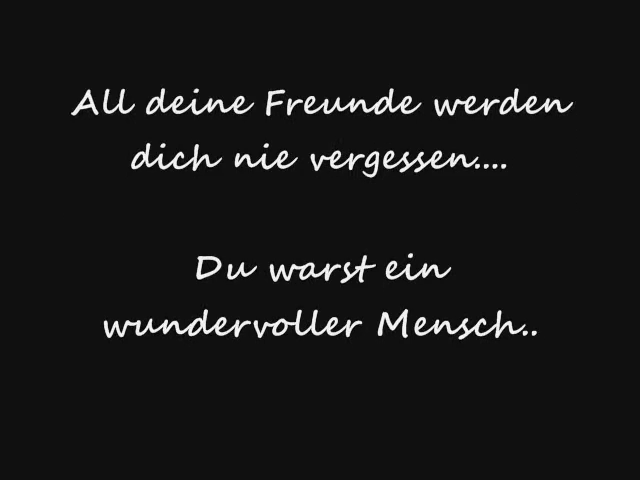 All deine Freunde werden
dich nie vergessen....
Du warst ein
wundervoller Mensch..